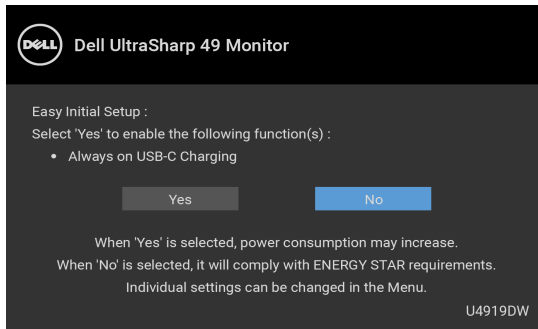 DELL Dell UltraSharp 49 Monitor
Easy Initial Setup :
Select 'Yes' to enable the following function(s) :
• Always on USB-C Charging
Yes No
When 'Yes' is selected, power consumption may increase.
When 'No' is selected, it will comply with ENERGY STAR requirements.
Individual settings can be changed in the Menu.
U4919DW